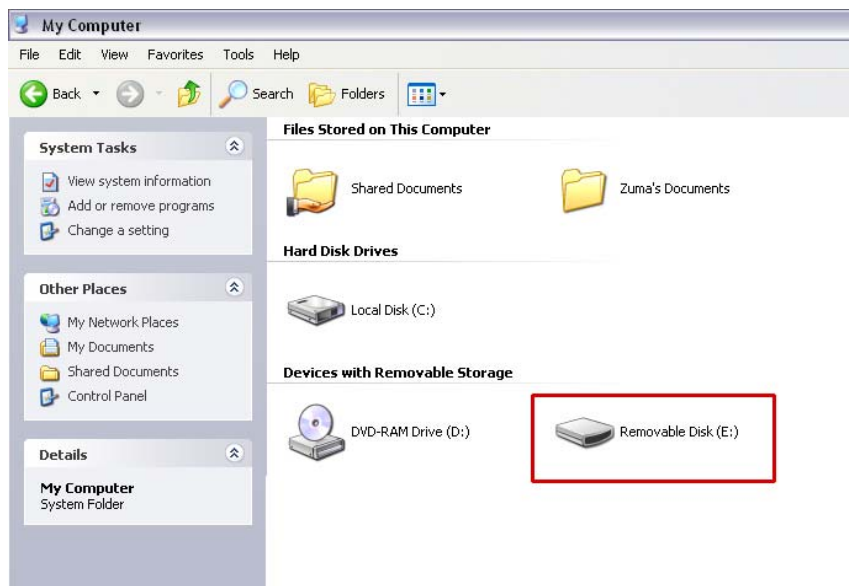 My Computer
File Edit View Favorites Tools Help
Back Search Folders
System Tasks
View system information
Add or remove programs
Change a setting
Other Places
My Network Places
My Documents
Shared Documents
Control Panel
Details
My Computer
System Folder
Files Stored on This Computer
Shared Documents Zuma's Documents
Hard Disk Drives
Local Disk (C:)
Devices with Removable Storage
DVD-RAM Drive (D:) Removable Disk (E:)